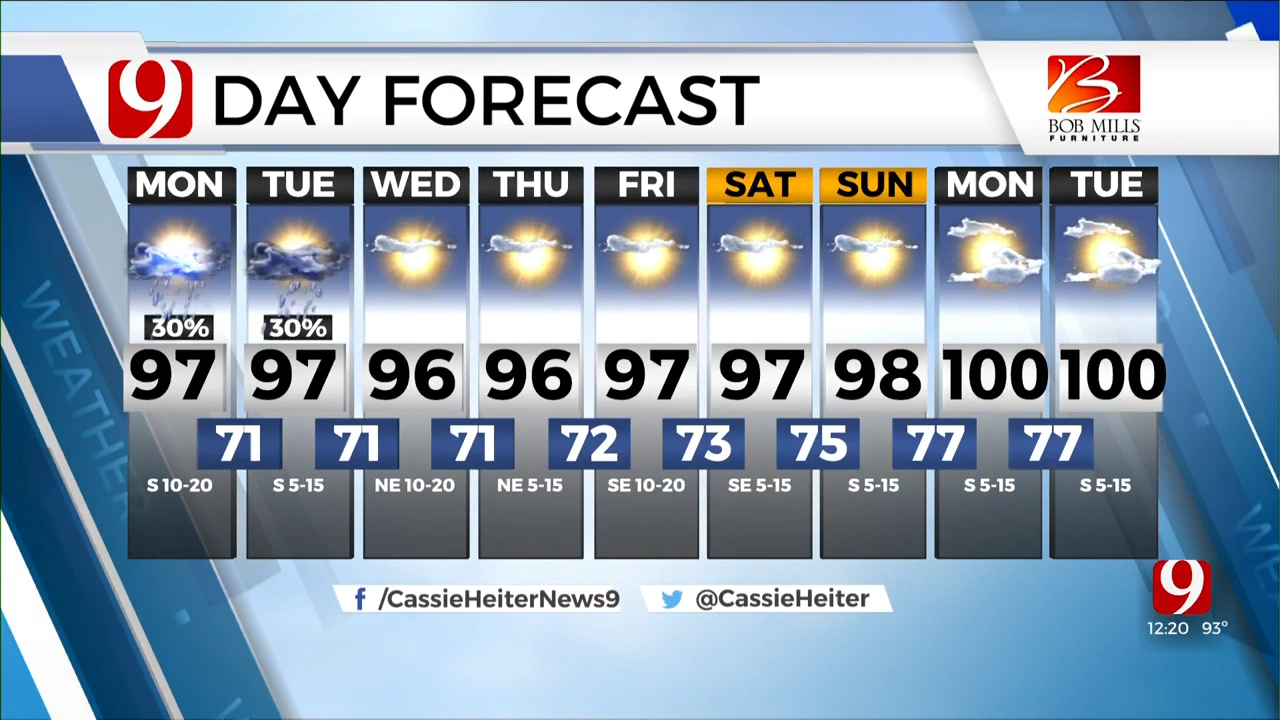 9 DAY FORECAST
BOB MILLS
FURNITURE
MON TUE WED THU FRI SAT SUN MON TUE
30% 30%
97 97 96 96 97 97 98 100 100
71 71 71 72 73 75 77 77
S 10-20 S 5-15 NE 10-20 NE 5-15 SE 10-20 SE 5-15 S 5-15 S 5-15 S 5-15
f /CassieHeiterNews9 @CassieHeiter
9
12:20 93°
WEATHER
WE